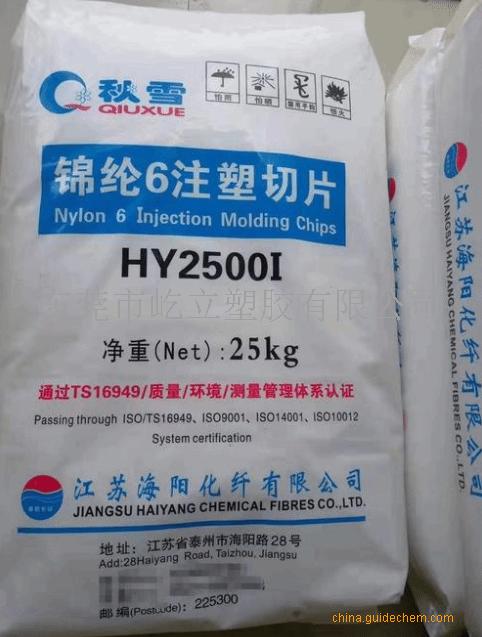 秋雪
QIUXUE
怕雨 怕晒 禁用手钩 怕火
锦纶6注塑切片
Nylon 6 Injection Molding Chips
HY2500I
莞市屹立塑胶有限公司
净重(Net):25kg
通过TS16949/质量/环境/测量管理体系认证
Passing through ISO/TS16949、ISO9001、ISO14001、ISO10012
System certification
江苏海阳化纤有限公司
JIANGSU HAIYANG CHEMICAL FIBRES CO.,LTD.
地址: 江苏省泰州市海阳路28号
Add:28Haiyang Road, Taizhou, Jiangsu
邮编(Postcode): 225300
江苏海阳化纤有
JIANGSU HAIYANG CHEMICAL FIBRES CO.,L
china.guidechem.com